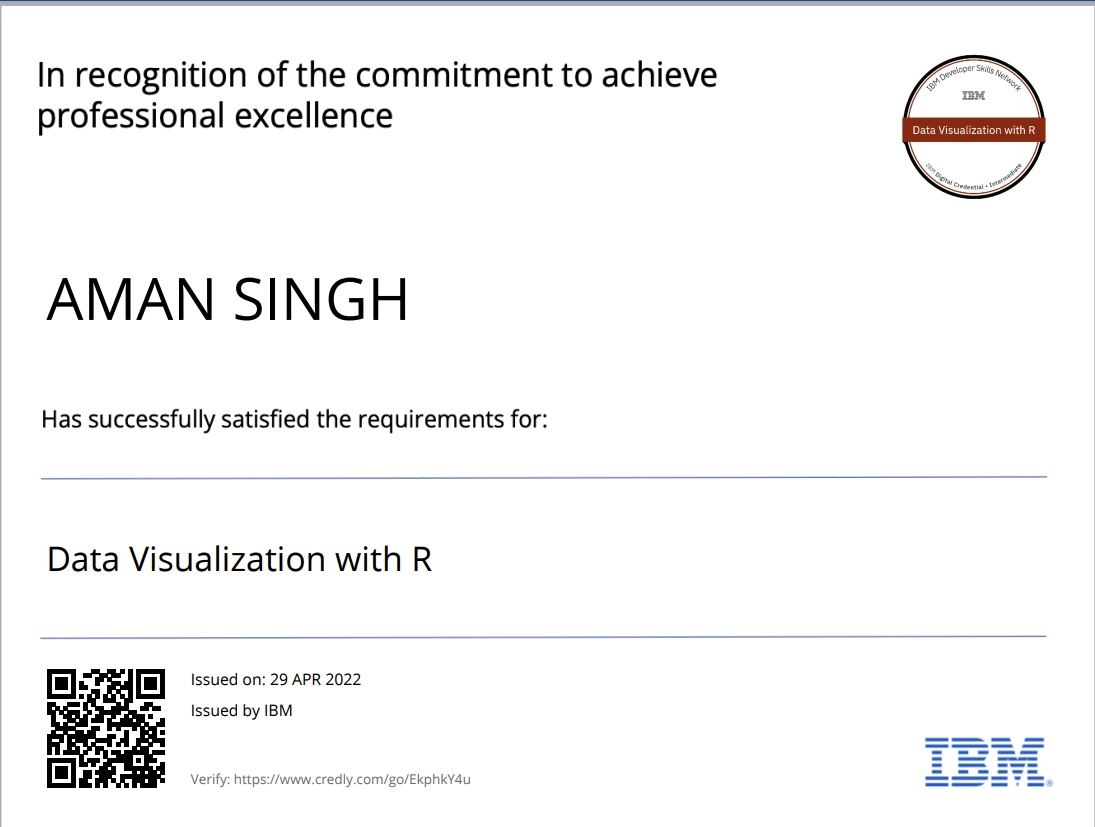 In recognition of the commitment to achieve
professional excellence
IBM Developer Skills Network
IBM
Data Visualization with R
IBM Digital Credential • Intermediate
AMAN SINGH
Has successfully satisfied the requirements for:
Data Visualization with R
Issued on: 29 APR 2022
Issued by IBM
Verify: https://www.credly.com/go/EkphkY4u
IBM®